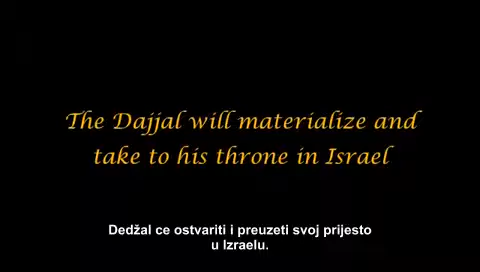 The Dajjal will materialize and
take to his throne in Israel
Dedžal ce ostvariti i preuzeti svoj prijesto
u Izraelu.